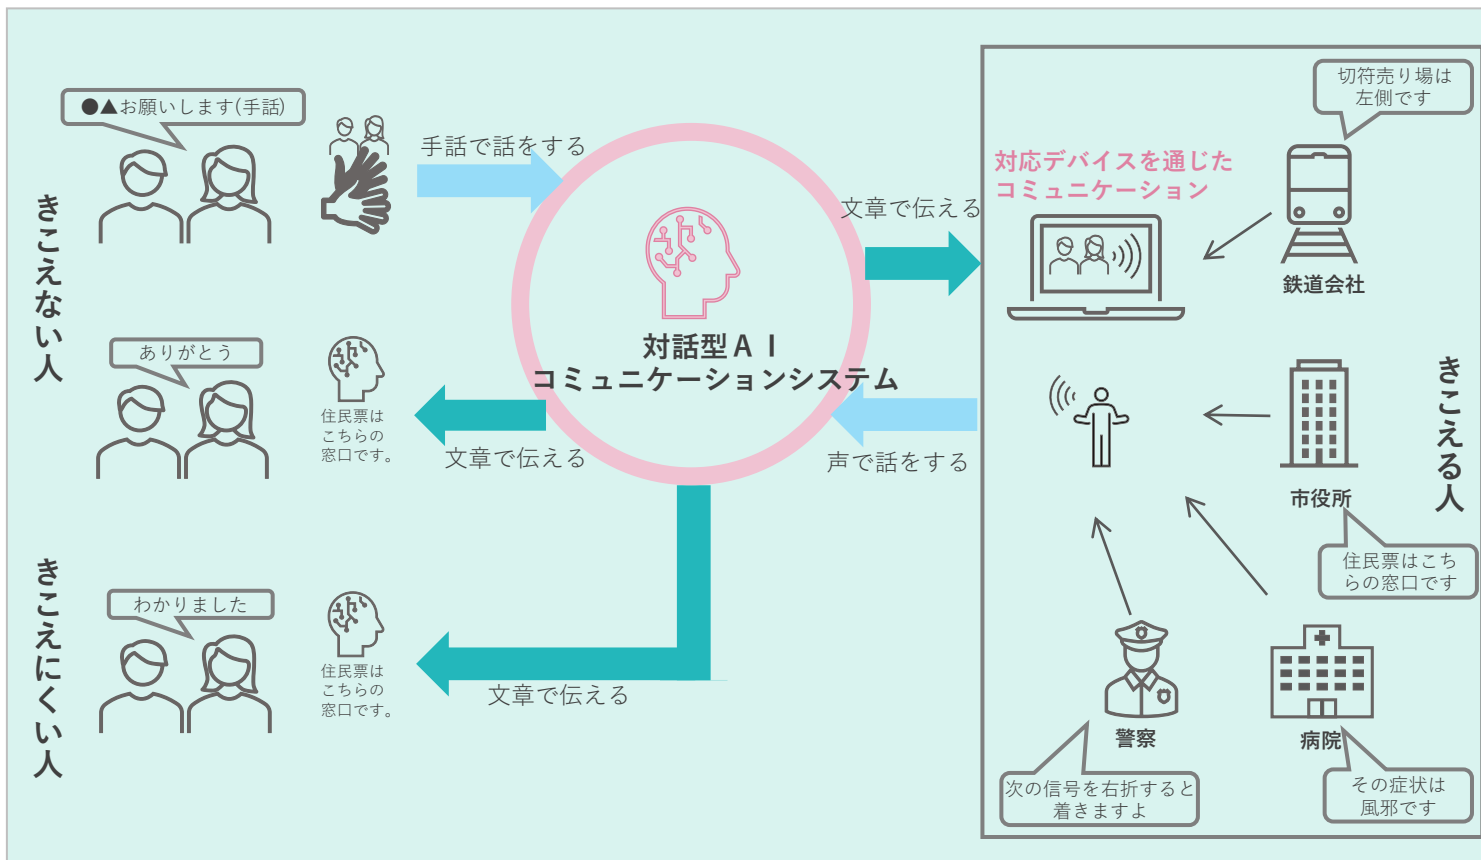 きこえない人
●▲お願いします(手話)
手話で話をする
ありがとう
住民票は
こちらの
窓口です。
文章で伝える
きこえにくい人
わかりました
住民票は
こちらの
窓口です。
文章で伝える
対話型AI
コミュニケーションシステム
文章で伝える
声で話をする
対応デバイスを通じた
コミュニケーション
切符売り場は
左側です
鉄道会社
きこえる人
市役所
住民票はこち
らの窓口です
警察
次の信号を右折すると
着きますよ
病院
その症状は
風邪です